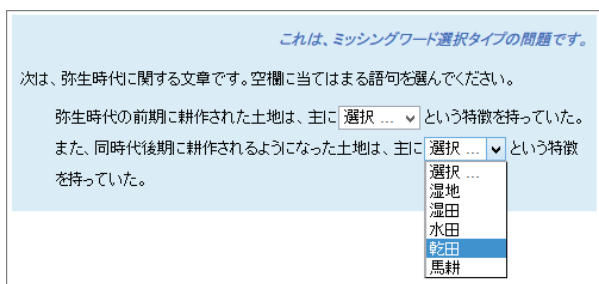 これは、ミッシングワード選択タイプの問題です。
次は、弥生時代に関する文章です。空欄に当てはまる語句を選んでください。
弥生時代の前期に耕作された土地は、主に 選択 ... という特徴を持っていた。
また、同時代後期に耕作されるようになった土地は、主に 選択 ... という特徴
を持っていた。
選択 ...
湿地
湿田
水田
乾田
馬耕